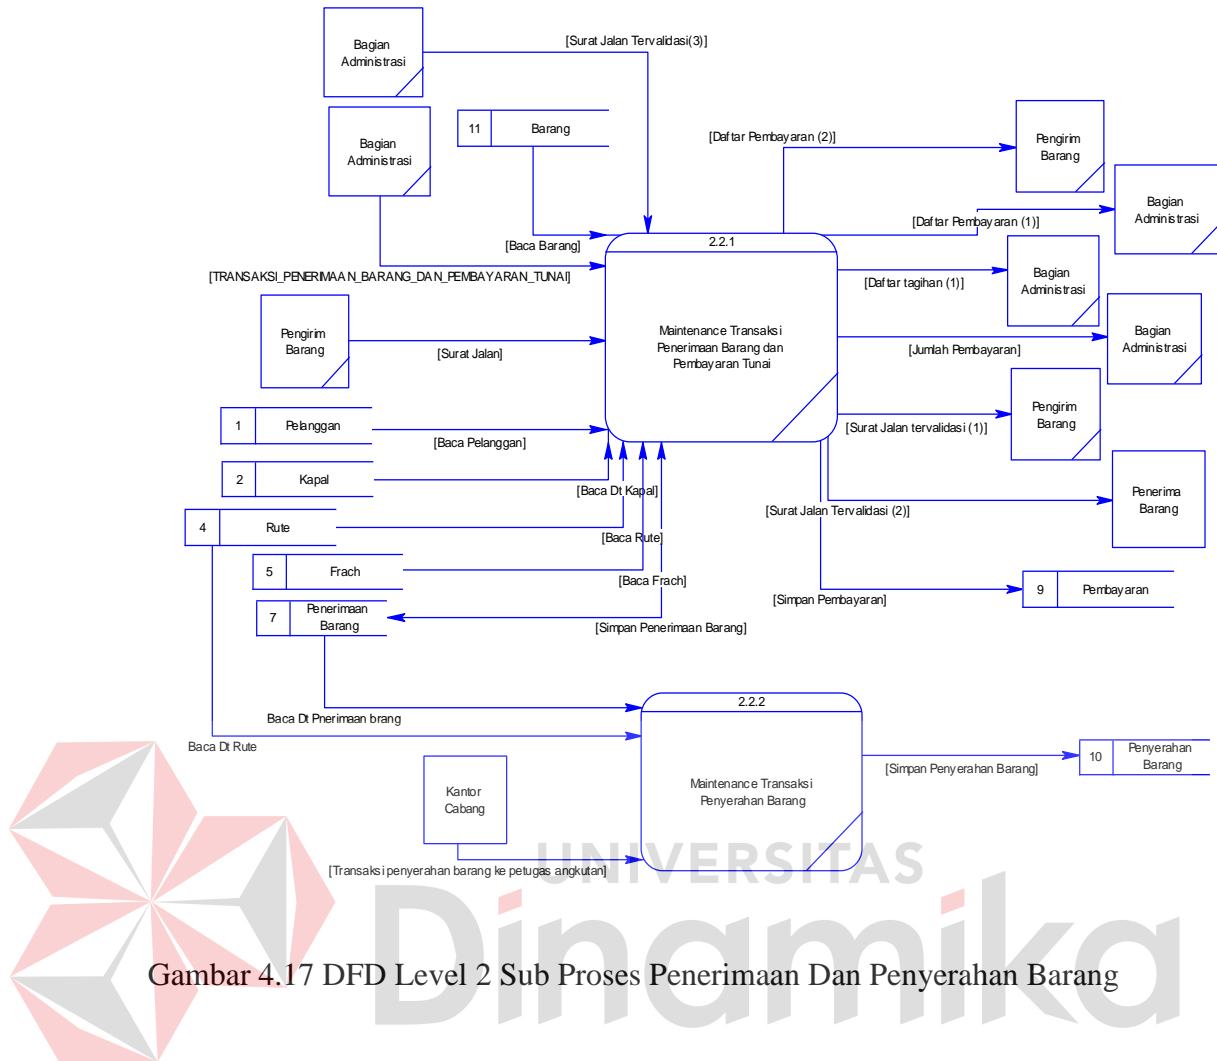 Bagian
Administrasi
[Surat Jalan Tervalidasi(3)]
Bagian
Administrasi
11 Barang
[Daftar Pembayaran (2)]
Pengirim
Barang
Bagian
Administrasi
[Daftar Pembayaran (1)]
[Baca Barang]
2.2.1
[TRANSAKSI_PENERIMAAN_BARANG_DAN_PEMBAYARAN_TUNAI]
[Daftar tagihan (1)]
Bagian
Administrasi
Pengirim
Barang
[Surat Jalan]
Maintenance Transaksi
Penerimaan Barang dan
Pembayaran Tunai
[Jumlah Pembayaran]
Bagian
Administrasi
1 Pelanggan
[Baca Pelanggan]
[Surat Jalan tervalidasi (1)]
Pengirim
Barang
2 Kapal
[Baca Dt Kapal]
[Surat Jalan Tervalidasi (2)]
Penerima
Barang
4 Rute
[Baca Rute]
5 Frach
[Baca Frach]
[Simpan Pembayaran]
9 Pembayaran
7 Penerimaan
Barang
[Simpan Penerimaan Barang]
2.2.2
Baca Dt Pnerimaan brang
Baca Dt Rute
Kantor
Cabang
Maintenance Transaksi
Penyerahan Barang
[Simpan Penyerahan Barang]
10 Penyerahan
Barang
[Transaksi penyerahan barang ke petugas angkutan]
UNIVERSITAS
Dinamika
Gambar 4.17 DFD Level 2 Sub Proses Penerimaan Dan Penyerahan Barang